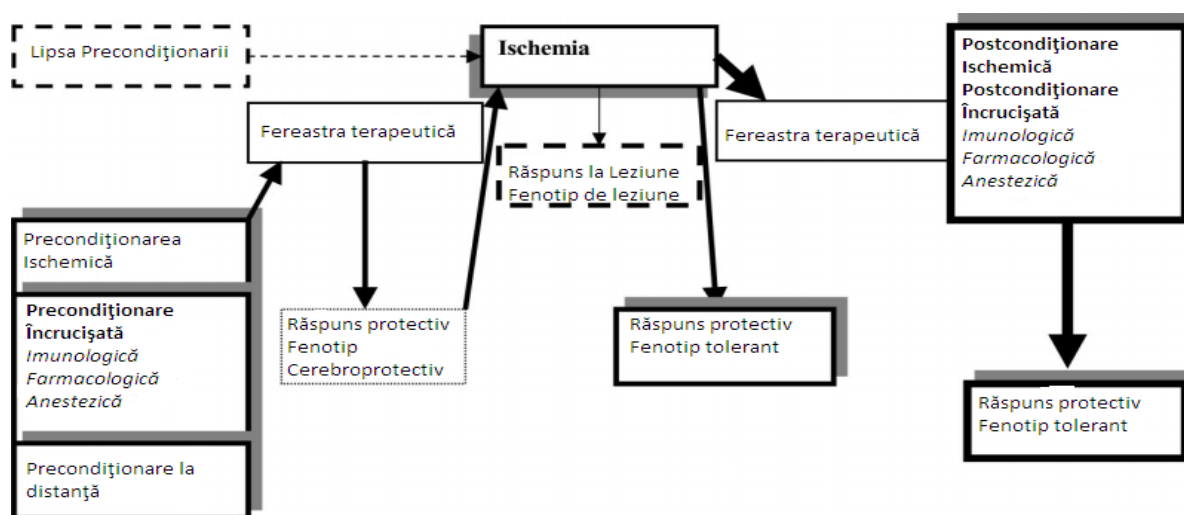 Lipsa Precondiţionarii
Ischemia
Postcondiţionare
Ischemică
Postcondiţionare
Încrucişată
Imunologică
Farmacologică
Anestezică
Fereastra terapeutică
Fereastra terapeutică
Răspuns la Leziune
Fenotip de leziune
Precondiţionarea
Ischemică
Precondiţionare
Încrucişată
Imunologică
Farmacologică
Anestezică
Precondiţionare la
distanţă
Răspuns protectiv
Fenotip
Cerebroprotectiv
Răspuns protectiv
Fenotip tolerant
Răspuns protectiv
Fenotip tolerant